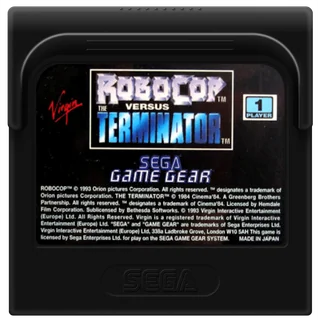 Virgin
ROBOCOP™
VERSUS
THE TERMINATOR™
1
PLAYER
SEGA
GAME GEAR
ROBOCOP™ © 1993 Orion pictures Corporation. All rights reserved. ™ designates a trademark of
Orion pictures Corporation. THE TERMINATOR™ © 1984 Cinema'84. A Greenberg Brothers
Partnership. All rights reserved. ™ designates a trademark of Cinema'84. Licensed by Hemdale
Film Corporation. Sublicensed by Bethesda Softworks. © 1993 Virgin Interactive Entertainment
(Europe) Ltd. All Rights Reserved. Virgin is a registered trademark of Virgin Interactive
Entertainment (Europe) Ltd. "SEGA" and "GAME GEAR" are trademarks of Sega Enterprises Ltd.
Virgin Interactive Entertainment (Europe) Ltd, 338a Ladbroke Grove, London W10 5AH This game is
licensed by Sega Enterprises Ltd. for play on the SEGA GAME GEAR SYSTEM. MADE IN JAPAN
SEGA